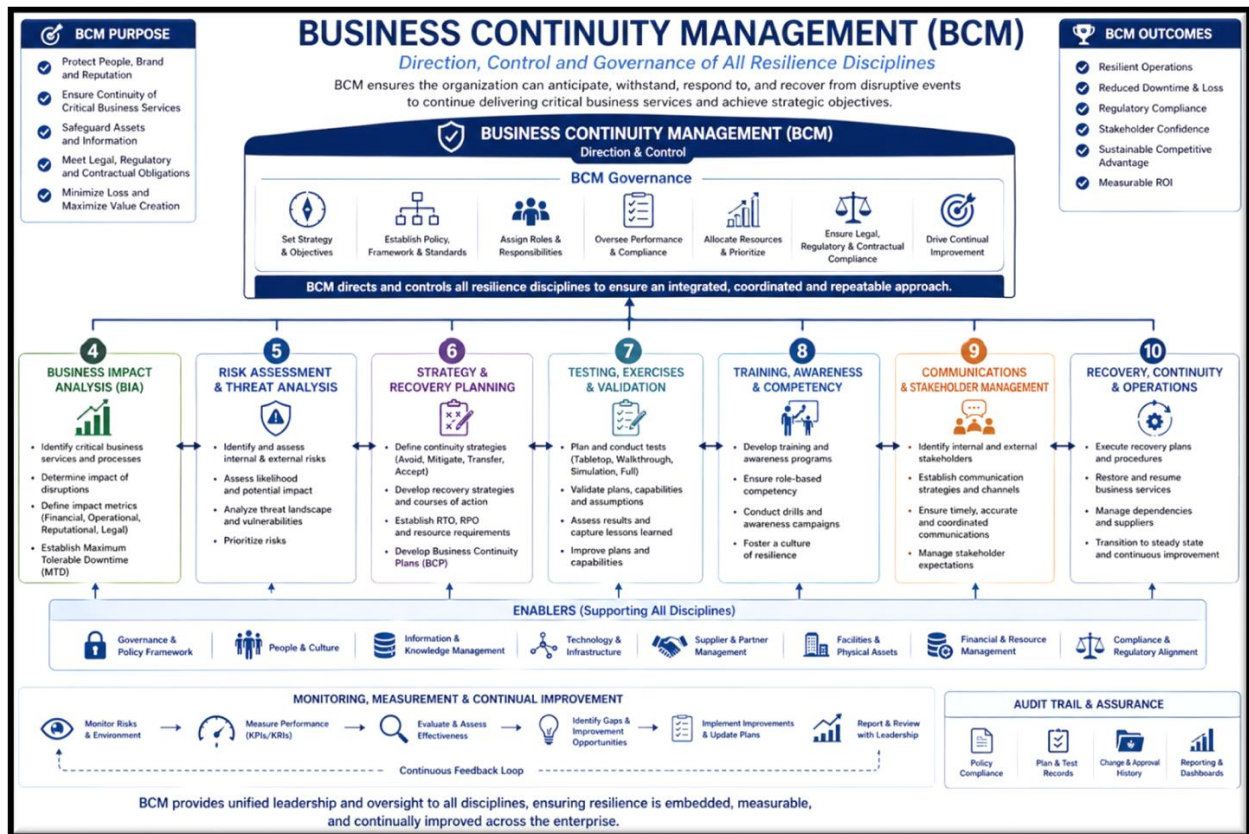 BCM PURPOSE
Protect People, Brand
and Reputation
Ensure Continuity of
Critical Business Services
Safeguard Assets
and Information
Meet Legal, Regulatory
and Contractual Obligations
Minimize Loss and
Maximize Value Creation
BUSINESS CONTINUITY MANAGEMENT (BCM)
Direction, Control and Governance of All Resilience Disciplines
BCM ensures the organization can anticipate, withstand, respond to, and recover from disruptive events
to continue delivering critical business services and achieve strategic objectives.
BCM OUTCOMES
Resilient Operations
Reduced Downtime & Loss
Regulatory Compliance
Stakeholder Confidence
Sustainable Competitive
Advantage
Measurable ROI
BUSINESS CONTINUITY MANAGEMENT (BCM)
Direction & Control
BCM Governance
Set Strategy
& Objectives
Establish Policy,
Framework & Standards
Assign Roles &
Responsibilities
Oversee Performance
& Compliance
Allocate Resources
& Prioritize
Ensure Legal,
Regulatory & Contractual
Compliance
Drive Continual
Improvement
BCM directs and controls all resilience disciplines to ensure an integrated, coordinated and repeatable approach.
4
BUSINESS IMPACT
ANALYSIS (BIA)
• Identify critical business
services and processes
• Determine impact of
disruptions
• Define impact metrics
(Financial, Operational,
Reputational, Legal)
• Establish Maximum
Tolerable Downtime
(MTD)
5
RISK ASSESSMENT
& THREAT ANALYSIS
• Identify and assess
internal & external risks
• Assess likelihood
and potential impact
• Analyze threat landscape
and vulnerabilities
• Prioritize risks
6
STRATEGY &
RECOVERY PLANNING
• Define continuity strategies
(Avoid, Mitigate, Transfer,
Accept)
• Develop recovery strategies
and courses of action
• Establish RTO, RPO
and resource requirements
• Develop Business Continuity
Plans (BCP)
7
TESTING, EXERCISES
& VALIDATION
• Plan and conduct tests
(Tabletop, Walkthrough,
Simulation, Full)
• Validate plans, capabilities
and assumptions
• Assess results and
capture lessons learned
• Improve plans and
capabilities
8
TRAINING, AWARENESS
& COMPETENCY
• Develop training and
awareness programs
• Ensure role-based
competency
• Conduct drills and
awareness campaigns
• Foster a culture
of resilience
9
COMMUNICATIONS
& STAKEHOLDER MANAGEMENT
• Identify internal and external
stakeholders
• Establish communication
strategies and channels
• Ensure timely, accurate
and coordinated
communications
• Manage stakeholder
expectations
10
RECOVERY, CONTINUITY
& OPERATIONS
• Execute recovery plans
and procedures
• Restore and resume
business services
• Manage dependencies
and suppliers
• Transition to steady state
and continuous improvement
ENABLERS (Supporting All Disciplines)
Governance &
Policy Framework
People & Culture
Information &
Knowledge Management
Technology &
Infrastructure
Supplier & Partner
Management
Facilities &
Physical Assets
Financial & Resource
Management
Compliance &
Regulatory Alignment
MONITORING, MEASUREMENT & CONTINUAL IMPROVEMENT
Monitor Risks
& Environment
Measure Performance
(KPIs/KRIs)
Evaluate & Assess
Effectiveness
Identify Gaps &
Improvement
Opportunities
Implement Improvements
& Update Plans
Report & Review
with Leadership
Continuous Feedback Loop
AUDIT TRAIL & ASSURANCE
Policy
Compliance
Plan & Test
Records
Change & Approval
History
Reporting &
Dashboards
BCM provides unified leadership and oversight to all disciplines, ensuring resilience is embedded, measurable,
and continually improved across the enterprise.